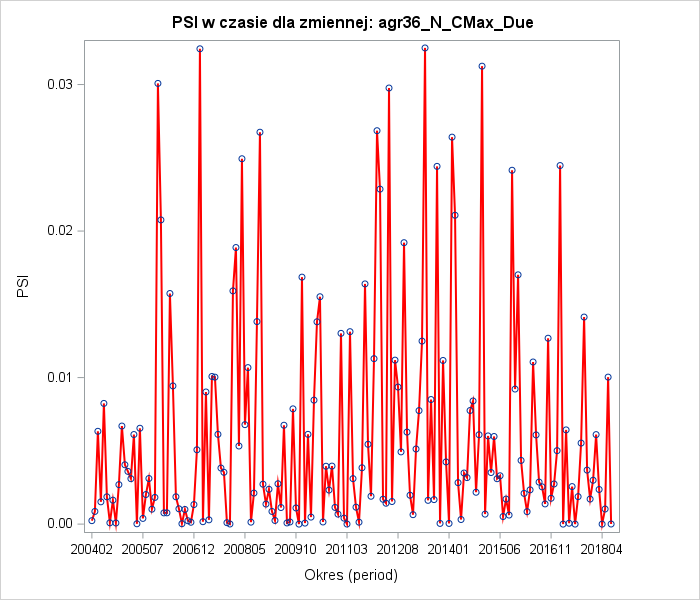 PSI w czasie dla zmiennej: agr36_N_CMax_Due
0.03
0.02
0.01
0.00
PSI
200402 200507 200612 200805 200910 201103 201208 201401 201506 201611 201804
Okres (period)